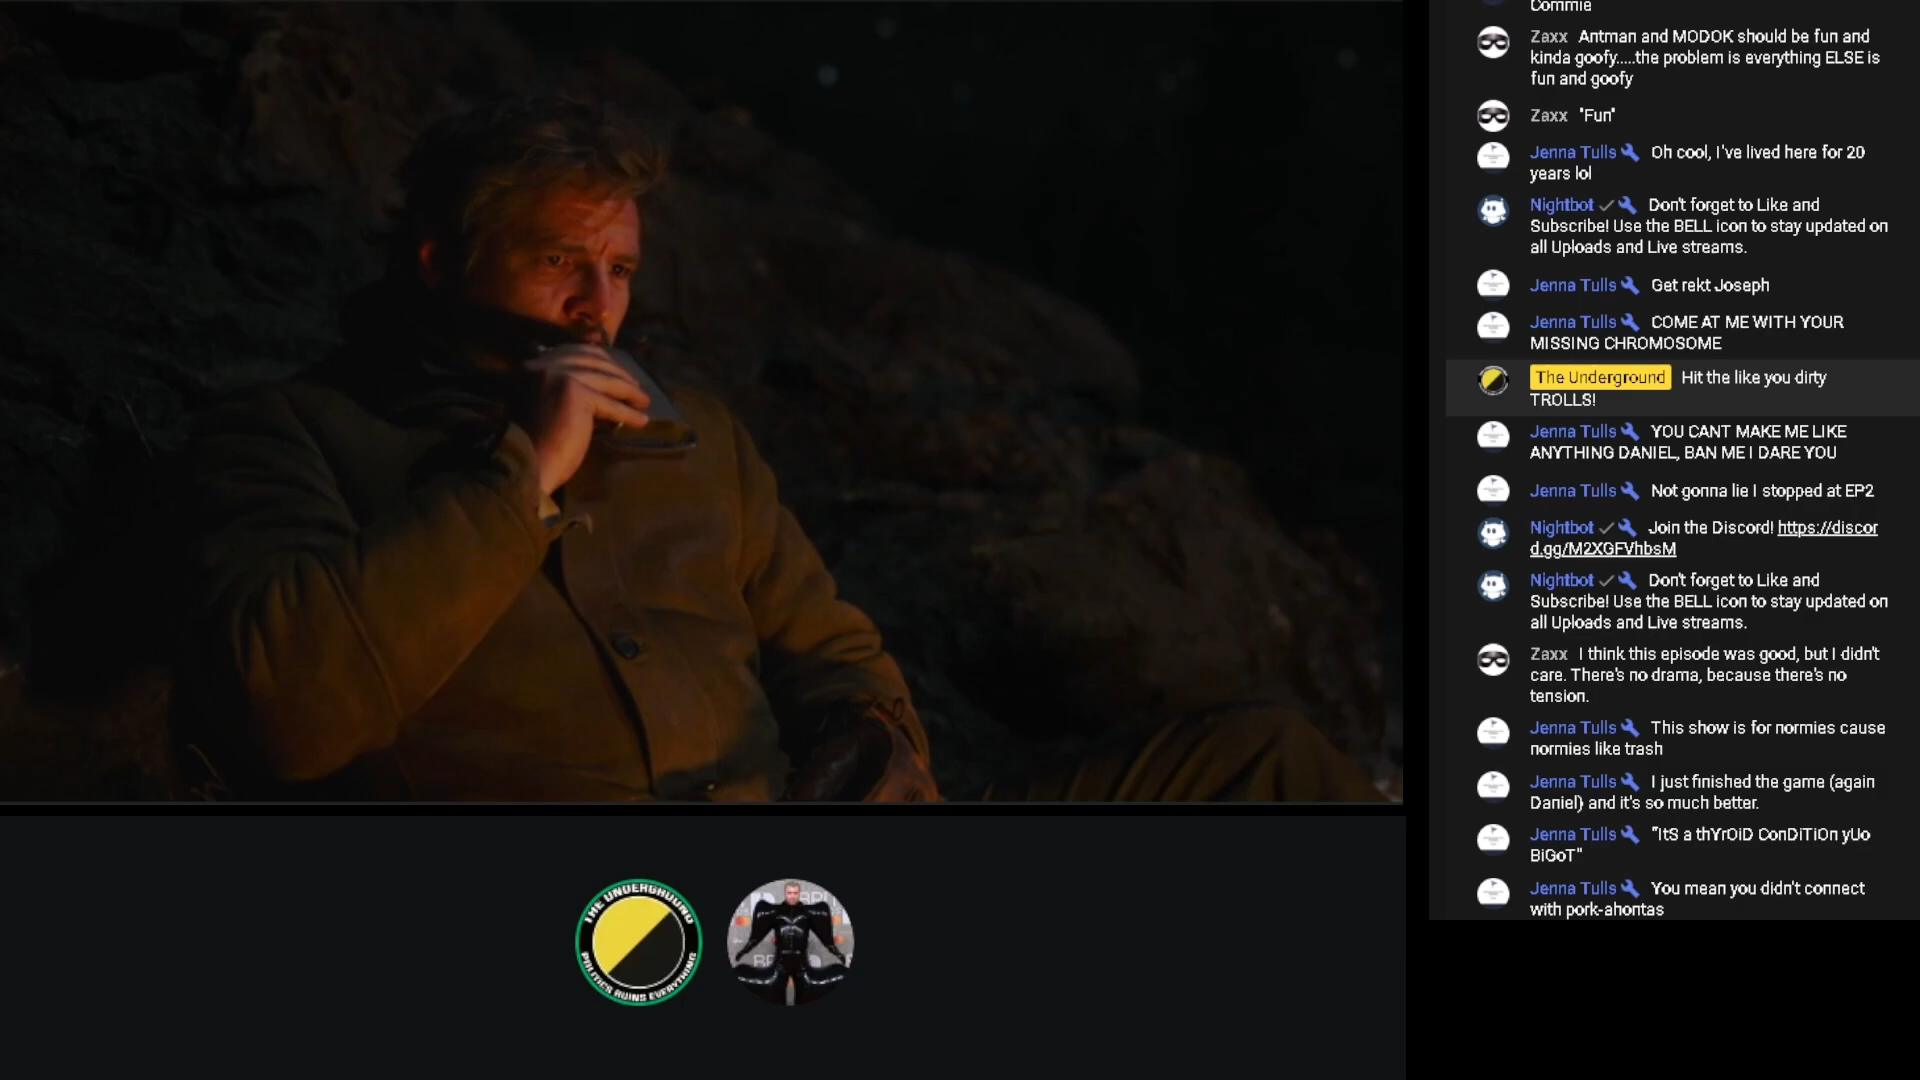 Commie
Zaxx Antman and MODOK should be fun and
kinda goofy.....the problem is everything ELSE is
fun and goofy
Zaxx "Fun"
Jenna Tulls Oh cool, I've lived here for 20
years lol
Nightbot Don't forget to Like and
Subscribe! Use the BELL icon to stay updated on
all Uploads and Live streams.
Jenna Tulls Get rekt Joseph
Jenna Tulls COME AT ME WITH YOUR
MISSING CHROMOSOME
The Underground Hit the like you dirty
TROLLS!
Jenna Tulls YOU CANT MAKE ME LIKE
ANYTHING DANIEL, BAN ME I DARE YOU
Jenna Tulls Not gonna lie I stopped at EP2
Nightbot Join the Discord! https://discor
d.gg/M2XGFVhbsM
Nightbot Don't forget to Like and
Subscribe! Use the BELL icon to stay updated on
all Uploads and Live streams.
Zaxx I think this episode was good, but I didn't
care. There's no drama, because there's no
tension.
Jenna Tulls This show is for normies cause
normies like trash
Jenna Tulls I just finished the game (again
Daniel) and it's so much better.
Jenna Tulls "ItS a thYrOiD ConDiTiOn yUo
BiGoT"
Jenna Tulls You mean you didn't connect
with pork-ahontas
THE UNDERGROUND
POLITICS RUINS EVERYTHING